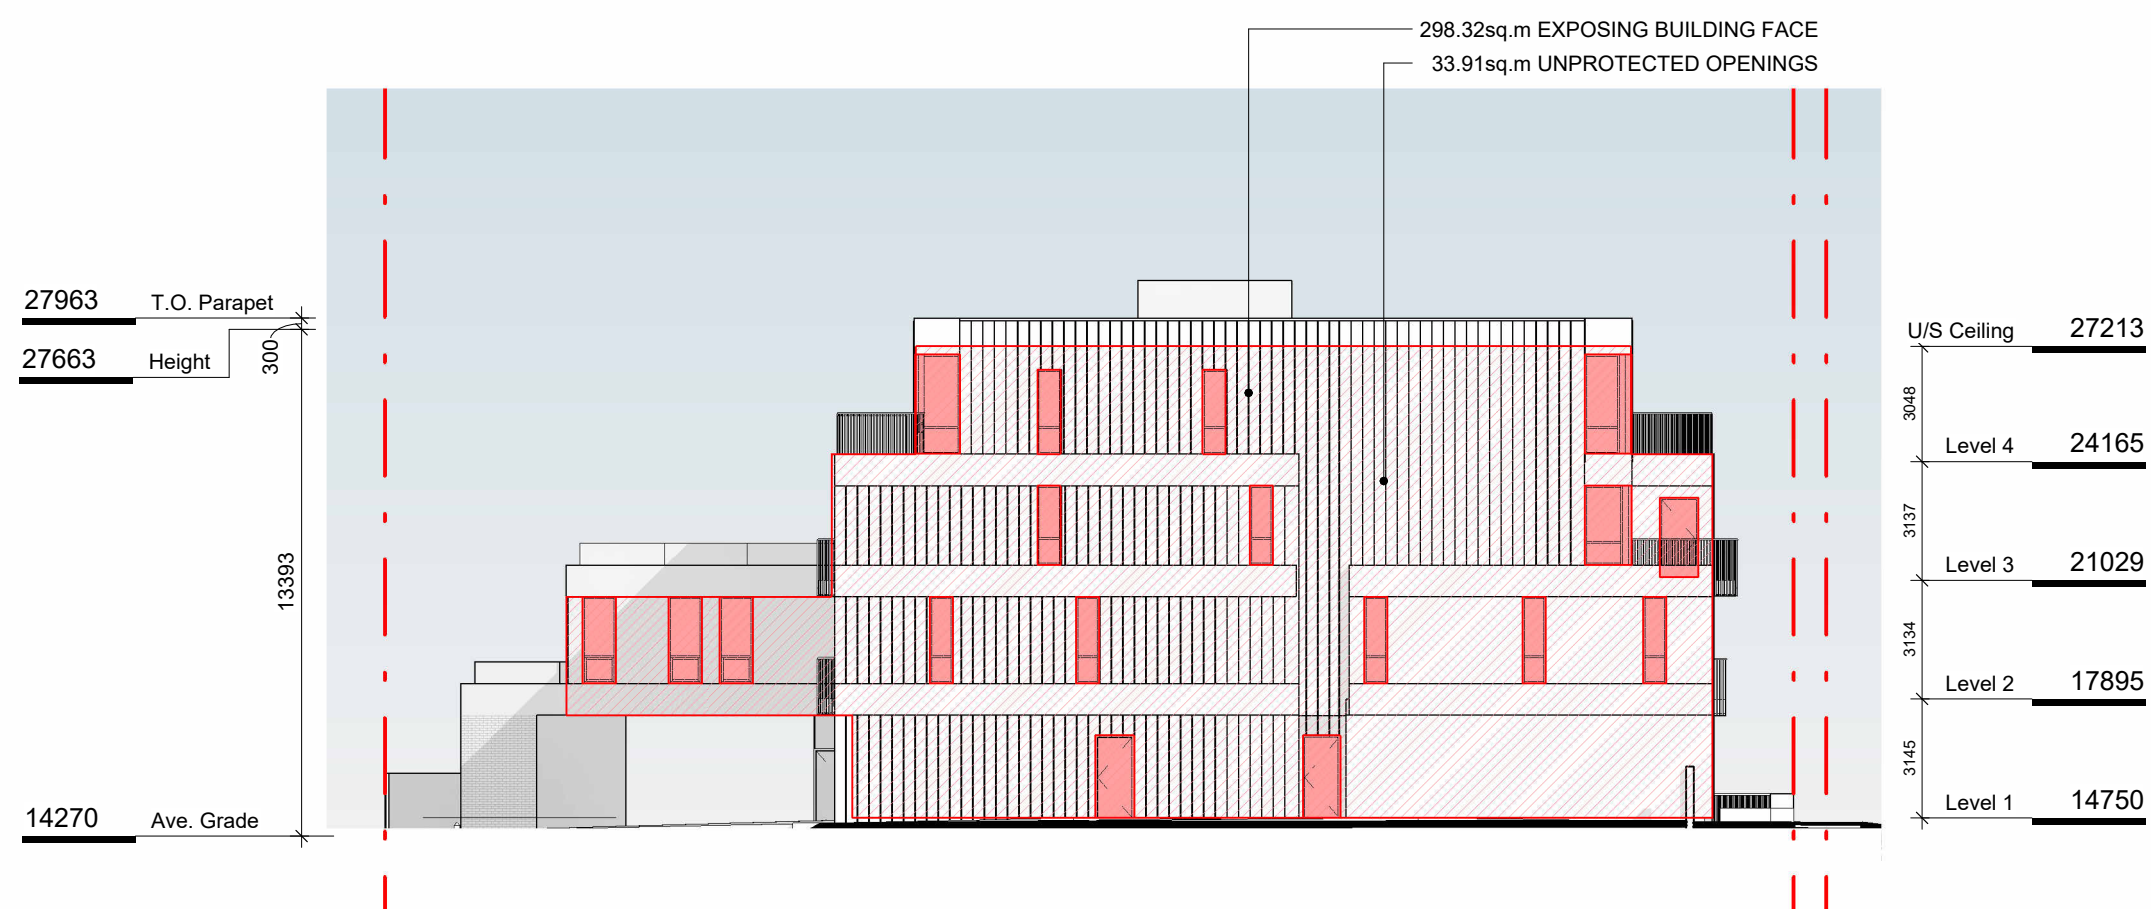 298.32sq.m EXPOSING BUILDING FACE
33.91sq.m UNPROTECTED OPENINGS
27963 T.O. Parapet
27663 Height
300
13393
14270 Ave. Grade
U/S Ceiling 27213
3048
Level 4 24165
3137
Level 3 21029
3134
Level 2 17895
3145
Level 1 14750